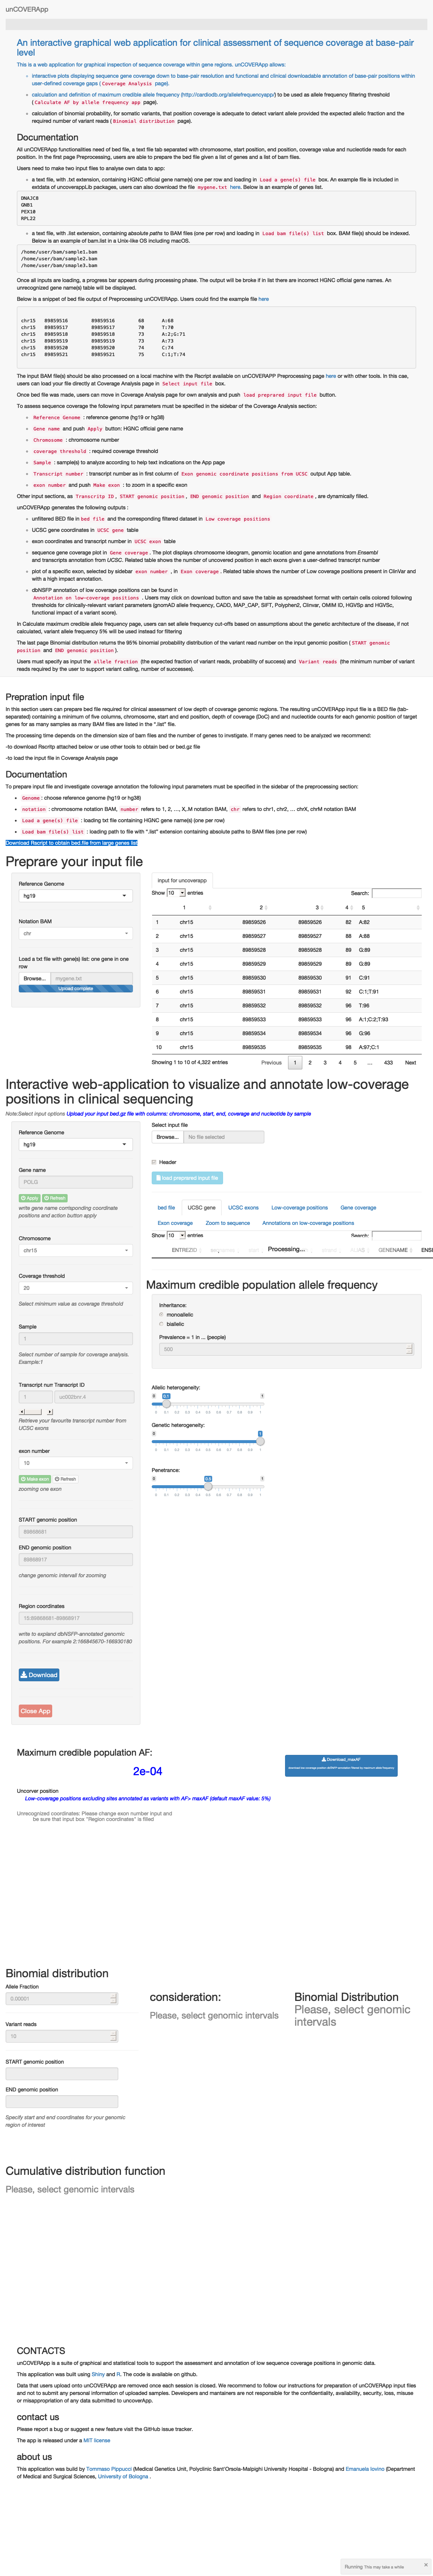 unCOVERApp
An interactive graphical web application for clinical assessment of sequence coverage at base-pair
level
This is a web application for graphical inspection of sequence coverage within gene regions. unCOVERApp allows:
interactive plots displaying sequence gene coverage down to base-pair resolution and functional and clinical downloadable annotation of base-pair positions within
user-defined coverage gaps ( Coverage Analysis page).
calculation and definition of maximum credible allele frequency (http://cardiodb.org/allelefrequencyapp/) to be used as allele frequency filtering threshold
( Calculate AF by allele frequency app page).
calculation of binomial probability, for somatic variants, that position coverage is adequate to detect variant allele provided the expected allelic fraction and the
required number of variant reads ( Binomial distribution page).
Documentation
All unCOVERApp functionalities need of bed file, a text file tab separated with chromosome, start position, end position, coverage value and nucleotide reads for each
position. In the first page Preprocessing, users are able to prepare the bed file given a list of genes and a list of bam files.
Users need to make two input files to analyse own data to app:
a text file, with .txt extension, containing HGNC official gene name(s) one per row and loading in Load a gene(s) file box. An example file is included in
extdata of uncoverappLib packages, users can also download the file mygene.txt here. Below is an example of genes list.
DNAJC8
GNB1
PEX10
RPL22
a text file, with .list extension, containing absolute paths to BAM files (one per row) and loading in Load bam file(s) list box. BAM file(s) should be indexed.
Below is an example of bam.list in a Unix-like OS including macOS.
/home/user/bam/sample1.bam
/home/user/bam/sample2.bam
/home/user/bam/sample3.bam
Once all inputs are loading, a progress bar appears during processing phase. The output will be broke if in list there are incorrect HGNC official gene names. An
unrecognized gene name(s) table will be displayed.
Below is a snippet of bed file output of Preprocessing unCOVERApp. Users could find the example file here
chr15 89859516 89859516 68 A:68
chr15 89859517 89859517 70 T:70
chr15 89859518 89859518 73 A:2;G:71
chr15 89859519 89859519 73 A:73
chr15 89859520 89859520 74 C:74
chr15 89859521 89859521 75 C:1;T:74
The input BAM file(s) should be also processed on a local machine with the Rscript available on unCOVERAPP Preprocessing page here or with other tools. In this cae,
users can load your file directly at Coverage Analysis page in Select input file box.
Once bed file was made, users can move in Coverage Analysis page for own analysis and push load preprared input file button.
To assess sequence coverage the following input parameters must be specified in the sidebar of the Coverage Analysis section:
Reference Genome : reference genome (hg19 or hg38)
Gene name and push Apply button: HGNC official gene name
Chromosome : chromosome number
coverage threshold : required coverage threshold
Sample : sample(s) to analyze according to help text indications on the App page
Transcript number : transcript number as in first column of Exon genomic coordinate positions from UCSC output App table.
exon number and push Make exon : to zoom in a specific exon
Other input sections, as Transcritp ID , START genomic position , END genomic position and Region coordinate , are dynamically filled.
unCOVERApp generates the following outputs :
unfiltered BED file in bed file and the corresponding filtered dataset in Low coverage positions
UCSC gene coordinates in UCSC gene table
exon coordinates and transcript number in UCSC exon table
sequence gene coverage plot in Gene coverage . The plot displays the chromosome ideogram, genomic location and gene annotations from Ensembl
and transcripts annotation from UCSC. Related table shows the number of uncovered position in each exon given a user-defined transcript number
plot of a specific exon, selected by sidebar exon number , in Exon coverage . Related table shows the number of Low coverage positions present in ClinVar and
with a high impact annotation.
dbNSFP annotation of low coverage positions can be found in
Annotation on low-coverage positions . Users may click on download button and save the table as spreadsheet format with certain cells colored following
thresholds for clinically-relevant variant parameters (gnomAD allele frequency, CADD, MAP_CAP, SIFT, Polyphen2, Clinvar, OMIM ID, HGVSp and HGVSc,
functional impact of a variant score).
In Calculate maximum credible allele frequency page, users can set allele frequency cut-offs based on assumptions about the genetic architecture of the disease, if not
calculated, variant allele frequency 5% will be used instead for filtering
The last page Binomial distribution returns the 95% binomial probability distribution of the variant read number on the input genomic position ( START genomic
position and END genomic position ).
Users must specify as input the allele fraction (the expected fraction of variant reads, probability of success) and Variant reads (the minimum number of variant
reads required by the user to support variant calling, number of successes).
Prepration input file
In this section users can prepare bed file required for clinical assessment of low depth of coverage genomic regions. The resulting unCOVERApp input file is a BED file (tab-
separated) containing a minimum of five columns, chromosome, start and end position, depth of coverage (DoC) and and nucleotide counts for each genomic position of target
genes for as many samples as many BAM files are listed in the ".list" file.
The processing time depends on the dimension size of bam files and the number of genes to investigate. If many genes need to be analyzed we recommend:
-to download Rscritp attached below or use other tools to obtain bed or bed.gz file
-to load the input file in Coverage Analysis page
Documentation
To prepare input file and investigate coverage annotation the following input parameters must be specified in the sidebar of the preprocessing section:
Genome : choose reference genome (hg19 or hg38)
notation : chromosome notation BAM, number refers to 1, 2, ..., X,.M notation BAM, chr refers to chr1, chr2, ... chrX, chrM notation BAM
Load a gene(s) file : loading text file containing HGNC gene name(s) (one per row)
Load bam file(s) list : loading path to file with ".list" extension containing absolute paths to BAM files (one per row)
Download Rscript to obtain bed.file from large genes list
Preprare your input file
Reference Genome
hg19
Notation BAM
chr
Load a txt file with gene(s) list: one gene in one
row
Browse... mygene.txt
Upload complete
input for uncoverapp
Show 10 entries Search:
1 2 3 4 5
1 chr15 89859526 89859526 82 A:82
2 chr15 89859527 89859527 88 A:88
3 chr15 89859528 89859528 89 G:89
4 chr15 89859529 89859529 89 G:89
5 chr15 89859530 89859530 91 C:91
6 chr15 89859531 89859531 92 C:1;T:91
7 chr15 89859532 89859532 96 T:96
8 chr15 89859533 89859533 96 A:1;C:2;T:93
9 chr15 89859534 89859534 96 G:96
10 chr15 89859535 89859535 98 A:97;C:1
Showing 1 to 10 of 4,322 entries Previous 1 2 3 4 5 ... 433 Next
Interactive web-application to visualize and annotate low-coverage
positions in clinical sequencing
Note:Select input options Upload your input bed.gz file with columns: chromosome, start, end, coverage and nucleotide by sample
Reference Genome
hg19
Gene name
POLG
Apply Refresh
write gene name corrisponding coordinate
positions and action button apply
Chromosome
chr15
Coverage threshold
20
Select minimum value as coverage threshold
Sample
1
Select number of sample for coverage analysis.
Example:1
Transcript num Transcript ID
1 uc002bnr.4
Retrieve your favourite transcript number from
UCSC exons
exon number
10
Make exon Refresh
zooming one exon
START genomic position
89868681
END genomic position
89868917
change genomic interval for zooming
Region coordinates
15:89868681-89868917
write to expland dbNSFP-annotated genomic
positions. For example 2:166845670-166930180
Download
Close App
Select input file
Browse... No file selected
Header
load prepared input file
bed file UCSC gene UCSC exons Low-coverage positions Gene coverage
Exon coverage Zoom to sequence Annotations on low-coverage positions
Show 10 entries Search:
ENTREZID Processing... GENENAME ENSE
Maximum credible population allele frequency
Inheritance:
monoallelic
biallelic
Prevalence = 1 in ... (people)
500
Allelic heterogeneity:
0 0.1 1
0 0.1 0.2 0.3 0.4 0.5 0.6 0.7 0.8 0.9 1
Genetic heterogeneity:
0 1
0 0.1 0.2 0.3 0.4 0.5 0.6 0.7 0.8 0.9 1
Penetrance:
0 0.5 1
0 0.1 0.2 0.3 0.4 0.5 0.6 0.7 0.8 0.9 1
Maximum credible population AF:
2e-04
Download_maxAF
Uncorver position
Low-coverage positions excluding sites annotated as variants with AF> maxAF (default maxAF value: 5%)
Unrecognized coordinates: Please change exon number input and
be sure that input box "Region coordinates" is filled
Binomial distribution
Allele Fraction
0.00001
Variant reads
10
START genomic position
END genomic position
Specify start and end coordinates for your genomic
region of interest
consideration:
Please, select genomic intervals
Binomial Distribution
Please, select genomic
intervals
Cumulative distribution function
Please, select genomic intervals
CONTACTS
unCOVERApp is a suite of graphical and statistical tools to support the assessment and annotation of low sequence coverage positions in genomic data.
This application was built using Shiny and R. The code is available on github.
Data that users upload onto unCOVERApp are removed once each session is closed. We recommend to follow our instructions for preparation of unCOVERApp input files
and not to submit any personal information of uploaded samples. Developers and mantainers are not responsible for the confidentiality, availability, security, loss, misuse
or misappropriation of any data submitted to uncoverApp.
contact us
Please report a bug or suggest a new feature visit the GitHub issue tracker.
The app is released under a MIT license
about us
This application was build by Tommaso Pippucci (Medical Genetics Unit, Polyclinic Sant'Orsola-Malpighi University Hospital - Bologna) and Emanuela Iovino (Department
of Medical and Surgical Sciences, University of Bologna .
Running This may take a while